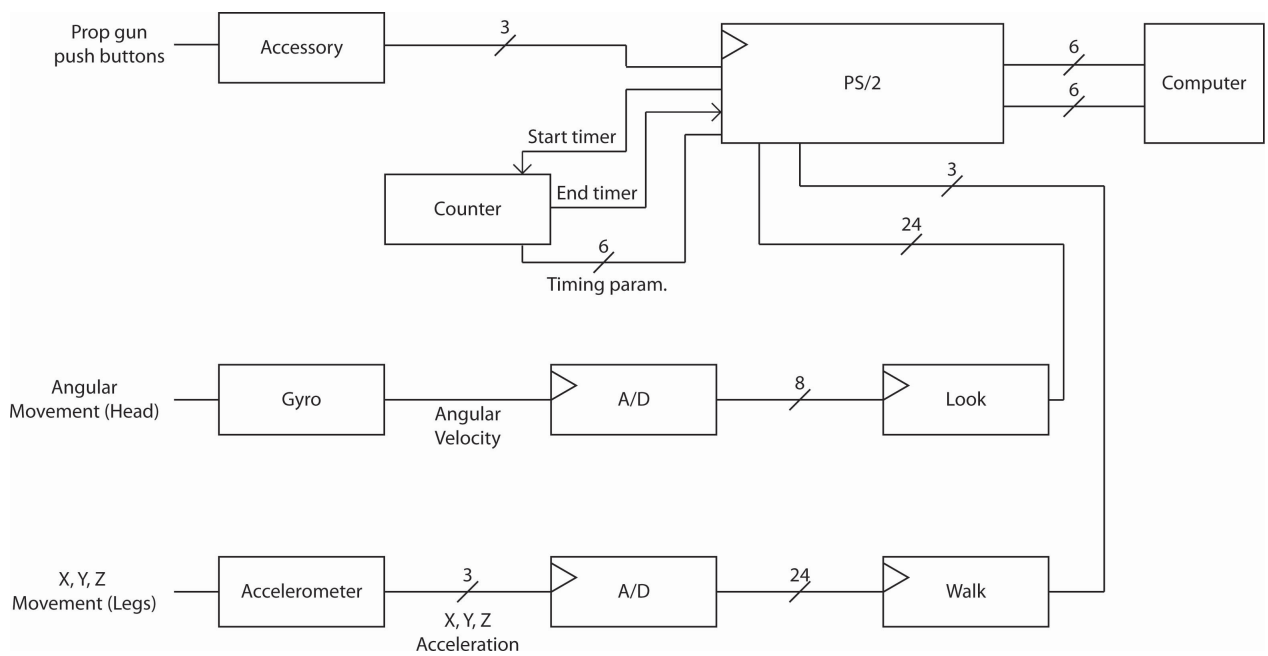 Prop gun
push buttons
Accessory
3
PS/2
6
6
Computer
Start timer
End timer
Counter
6
Timing param.
3
24
Angular
Movement (Head)
Gyro
Angular
Velocity
A/D
8
Look
X, Y, Z
Movement (Legs)
Accelerometer
3
X, Y, Z
Acceleration
A/D
24
Walk